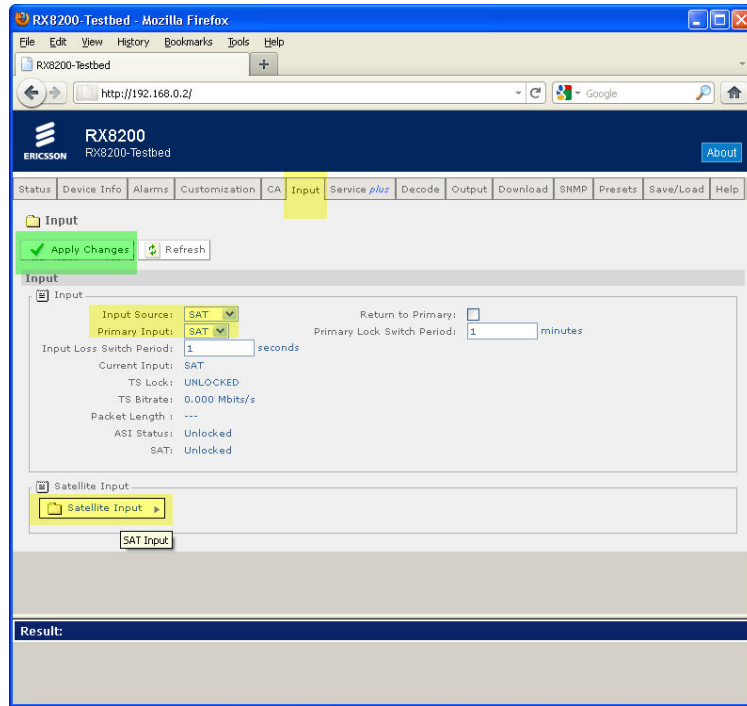 RX8200-Testbed - Mozilla Firefox
File Edit View History Bookmarks Tools Help
RX8200-Testbed
http://192.168.0.2/
Google
ERICSSON
RX8200
RX8200-Testbed
About
Status Device Info Alarms Customization CA Input Service plus Decode Output Download SNMP Presets Save/Load Help
Input
Apply Changes Refresh
Input
Input
Input Source: SAT Return to Primary:
Primary Input: SAT Primary Lock Switch Period: 1 minutes
Input Loss Switch Period: 1 seconds
Current Input: SAT
TS Lock: UNLOCKED
TS Bitrate: 0.000 Mbits/s
Packet Length : ---
ASI Status: Unlocked
SAT: Unlocked
Satellite Input
Satellite Input
SAT Input
Result: